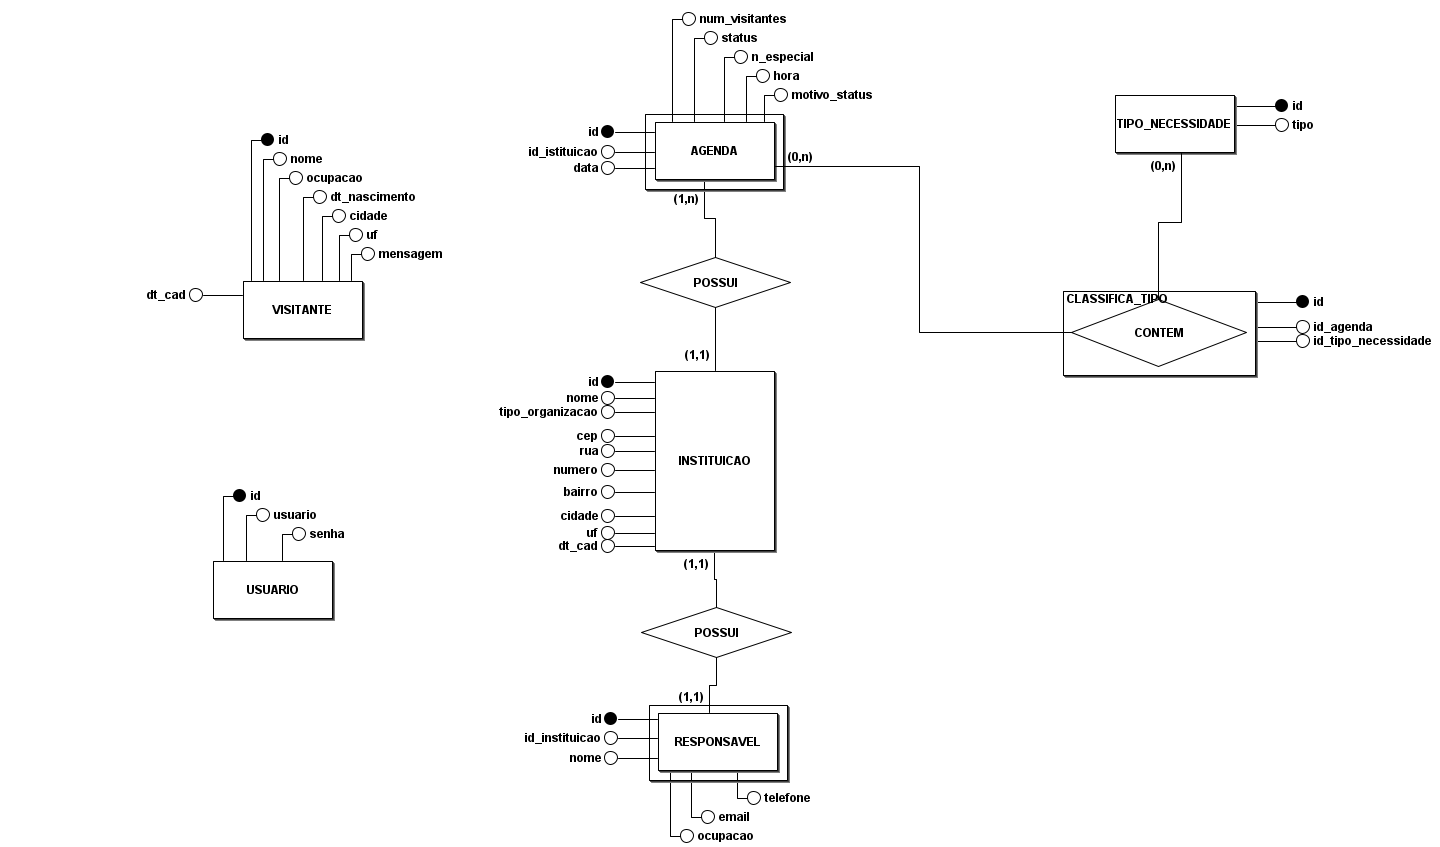 num_visitantes
status
n_especial
hora
motivo_status
id
id_istituicao
data
AGENDA
(0,n)
(1,n)
id
tipo
TIPO_NECESSIDADE
(0,n)
id
nome
ocupacao
dt_nascimento
cidade
uf
mensagem
dt_cad
VISITANTE
POSSUI
CLASSIFICA_TIPO
CONTEM
id
id_agenda
id_tipo_necessidade
(1,1)
id
nome
tipo_organizacao
cep
rua
numero
bairro
cidade
uf
dt_cad
INSTITUICAO
(1,1)
id
usuario
senha
USUARIO
POSSUI
(1,1)
id
id_instituicao
nome
RESPONSAVEL
telefone
email
ocupacao